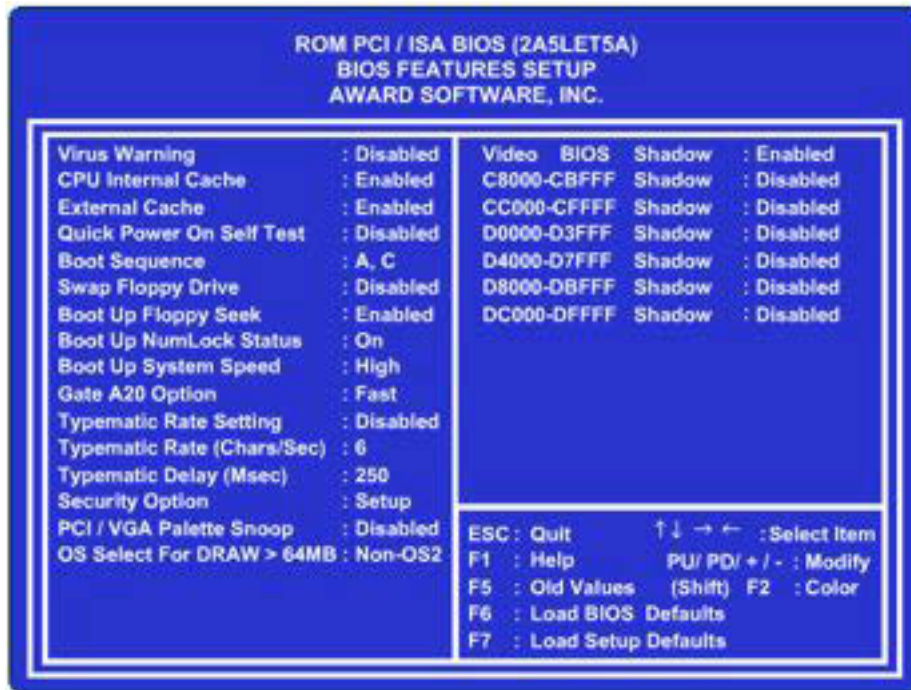 ROM PCI / ISA BIOS (2A5LET5A)
BIOS FEATURES SETUP
AWARD SOFTWARE, INC.
Virus Warning : Disabled
CPU Internal Cache : Enabled
External Cache : Enabled
Quick Power On Self Test : Disabled
Boot Sequence : A, C
Swap Floppy Drive : Disabled
Boot Up Floppy Seek : Enabled
Boot Up NumLock Status : On
Boot Up System Speed : High
Gate A20 Option : Fast
Typematic Rate Setting : Disabled
Typematic Rate (Chars/Sec) : 6
Typematic Delay (Msec) : 250
Security Option : Setup
PCI / VGA Palette Snoop : Disabled
OS Select For DRAW > 64MB : Non-OS2
Video BIOS Shadow : Enabled
C8000-CBFFF Shadow : Disabled
CC000-CFFFF Shadow : Disabled
D0000-D3FFF Shadow : Disabled
D4000-D7FFF Shadow : Disabled
D8000-DBFFF Shadow : Disabled
DC000-DFFFF Shadow : Disabled
ESC : Quit ↑↓ → ← : Select Item
F1 : Help PU/ PD/ + / - : Modify
F5 : Old Values (Shift) F2 : Color
F6 : Load BIOS Defaults
F7 : Load Setup Defaults